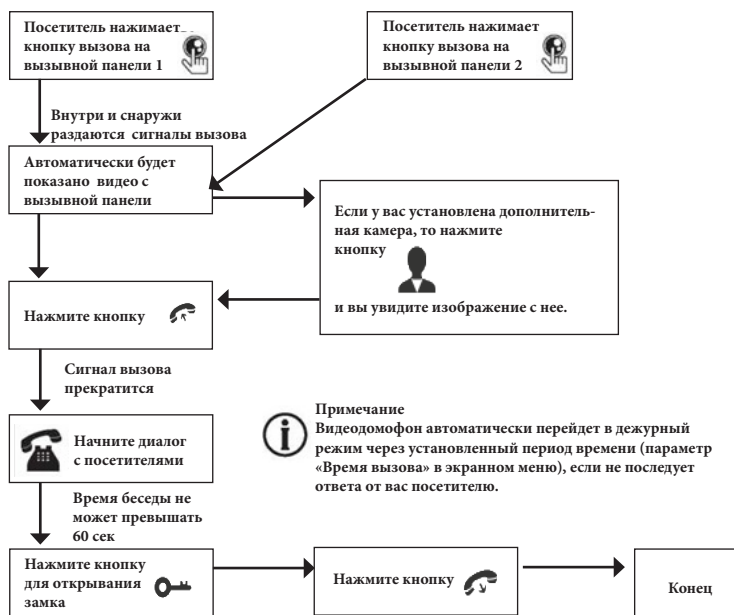 Посетитель нажимает
кнопку вызова на
вызывной панели 1
Посетитель нажимает
кнопку вызова на
вызывной панели 2
Внутри и снаружи
раздаются сигналы вызова
Автоматически будет
показано видео с
вызывной панели
Если у вас установлена дополнитель-
ная камера, то нажмите
кнопку
и вы увидите изображение с нее.
Нажмите кнопку
Сигнал вызова
прекратится
Начните диалог
с посетителями
Примечание
Видеодомофон автоматически перейдет в дежурный
режим через установленный период времени (параметр
«Время вызова» в экранном меню), если не последует
ответа от вас посетителю.
Время беседы не
может превышать
60 сек
Нажмите кнопку
для открывания
замка
Нажмите кнопку
Конец